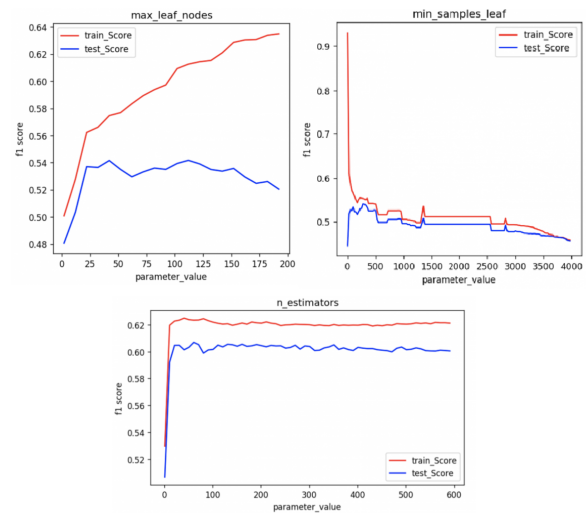 max_leaf_nodes
train_Score
test_Score
f1 score
0.64
0.62
0.60
0.58
0.56
0.54
0.52
0.50
0.48
0 25 50 75 100 125 150 175 200
parameter_value
min_samples_leaf
train_Score
test_Score
f1 score
0.9
0.8
0.7
0.6
0.5
0 500 1000 1500 2000 2500 3000 3500 4000
parameter_value
n_estimators
f1 score
0.62
0.60
0.58
0.56
0.54
0.52
train_Score
test_Score
0 100 200 300 400 500 600
parameter_value